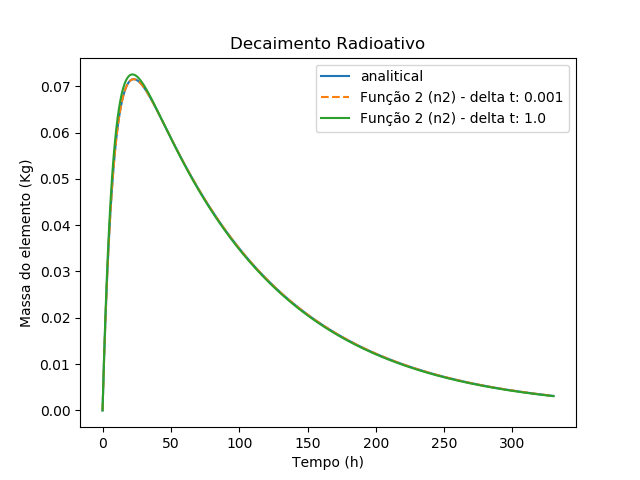 Decaimento Radioativo
analitical
Função 2 (n2) - delta t: 0.001
Função 2 (n2) - delta t: 1.0
Massa do elemento (Kg)
0.07
0.06
0.05
0.04
0.03
0.02
0.01
0.00
0 50 100 150 200 250 300
Tempo (h)